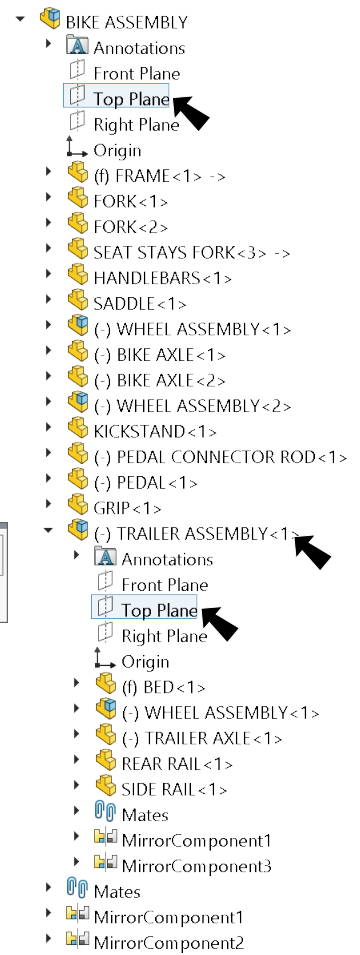 BIKE ASSEMBLY
Annotations
Front Plane
Top Plane
Right Plane
Origin
(f) FRAME<1> ->
FORK<1>
FORK<2>
SEAT STAYS FORK<3> ->
HANDLEBARS<1>
SADDLE<1>
(-) WHEEL ASSEMBLY<1>
(-) BIKE AXLE<1>
(-) BIKE AXLE<2>
(-) WHEEL ASSEMBLY<2>
KICKSTAND<1>
(-) PEDAL CONNECTOR ROD<1>
(-) PEDAL<1>
GRIP<1>
(-) TRAILER ASSEMBLY<1>
Annotations
Front Plane
Top Plane
Right Plane
Origin
(f) BED<1>
(-) WHEEL ASSEMBLY<1>
(-) TRAILER AXLE<1>
REAR RAIL<1>
SIDE RAIL<1>
Mates
MirrorComponent1
MirrorComponent3
Mates
MirrorComponent1
MirrorComponent2